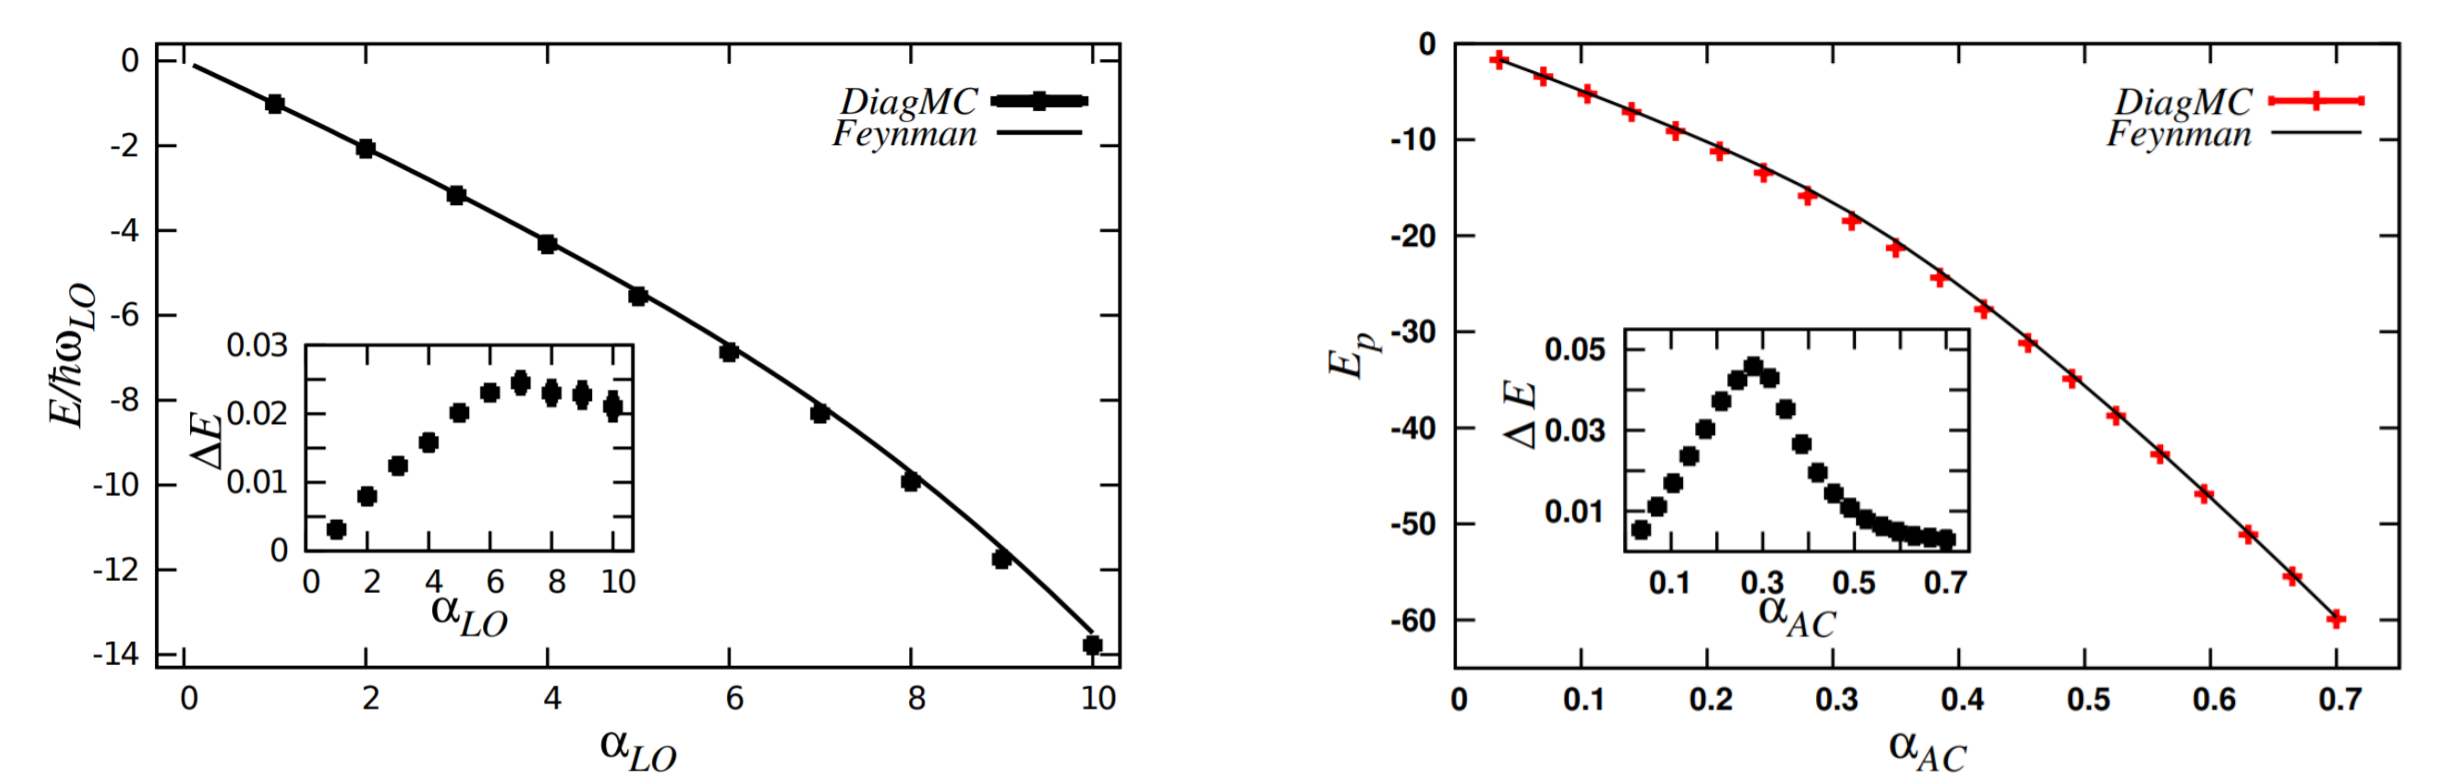 0
-2
-4
-6
-8
-10
-12
-14
E/ħω_LO
DiagMC
Feynman
0.03
0.02
0.01
0
ΔE
0 2 4 6 8 10
α_LO
0 2 4 6 8 10
α_LO
0
-10
-20
-30
-40
-50
-60
E_p
DiagMC
Feynman
0.05
0.03
0.01
Δ E
0.1 0.3 0.5 0.7
α_AC
0 0.1 0.2 0.3 0.4 0.5 0.6 0.7
α_AC